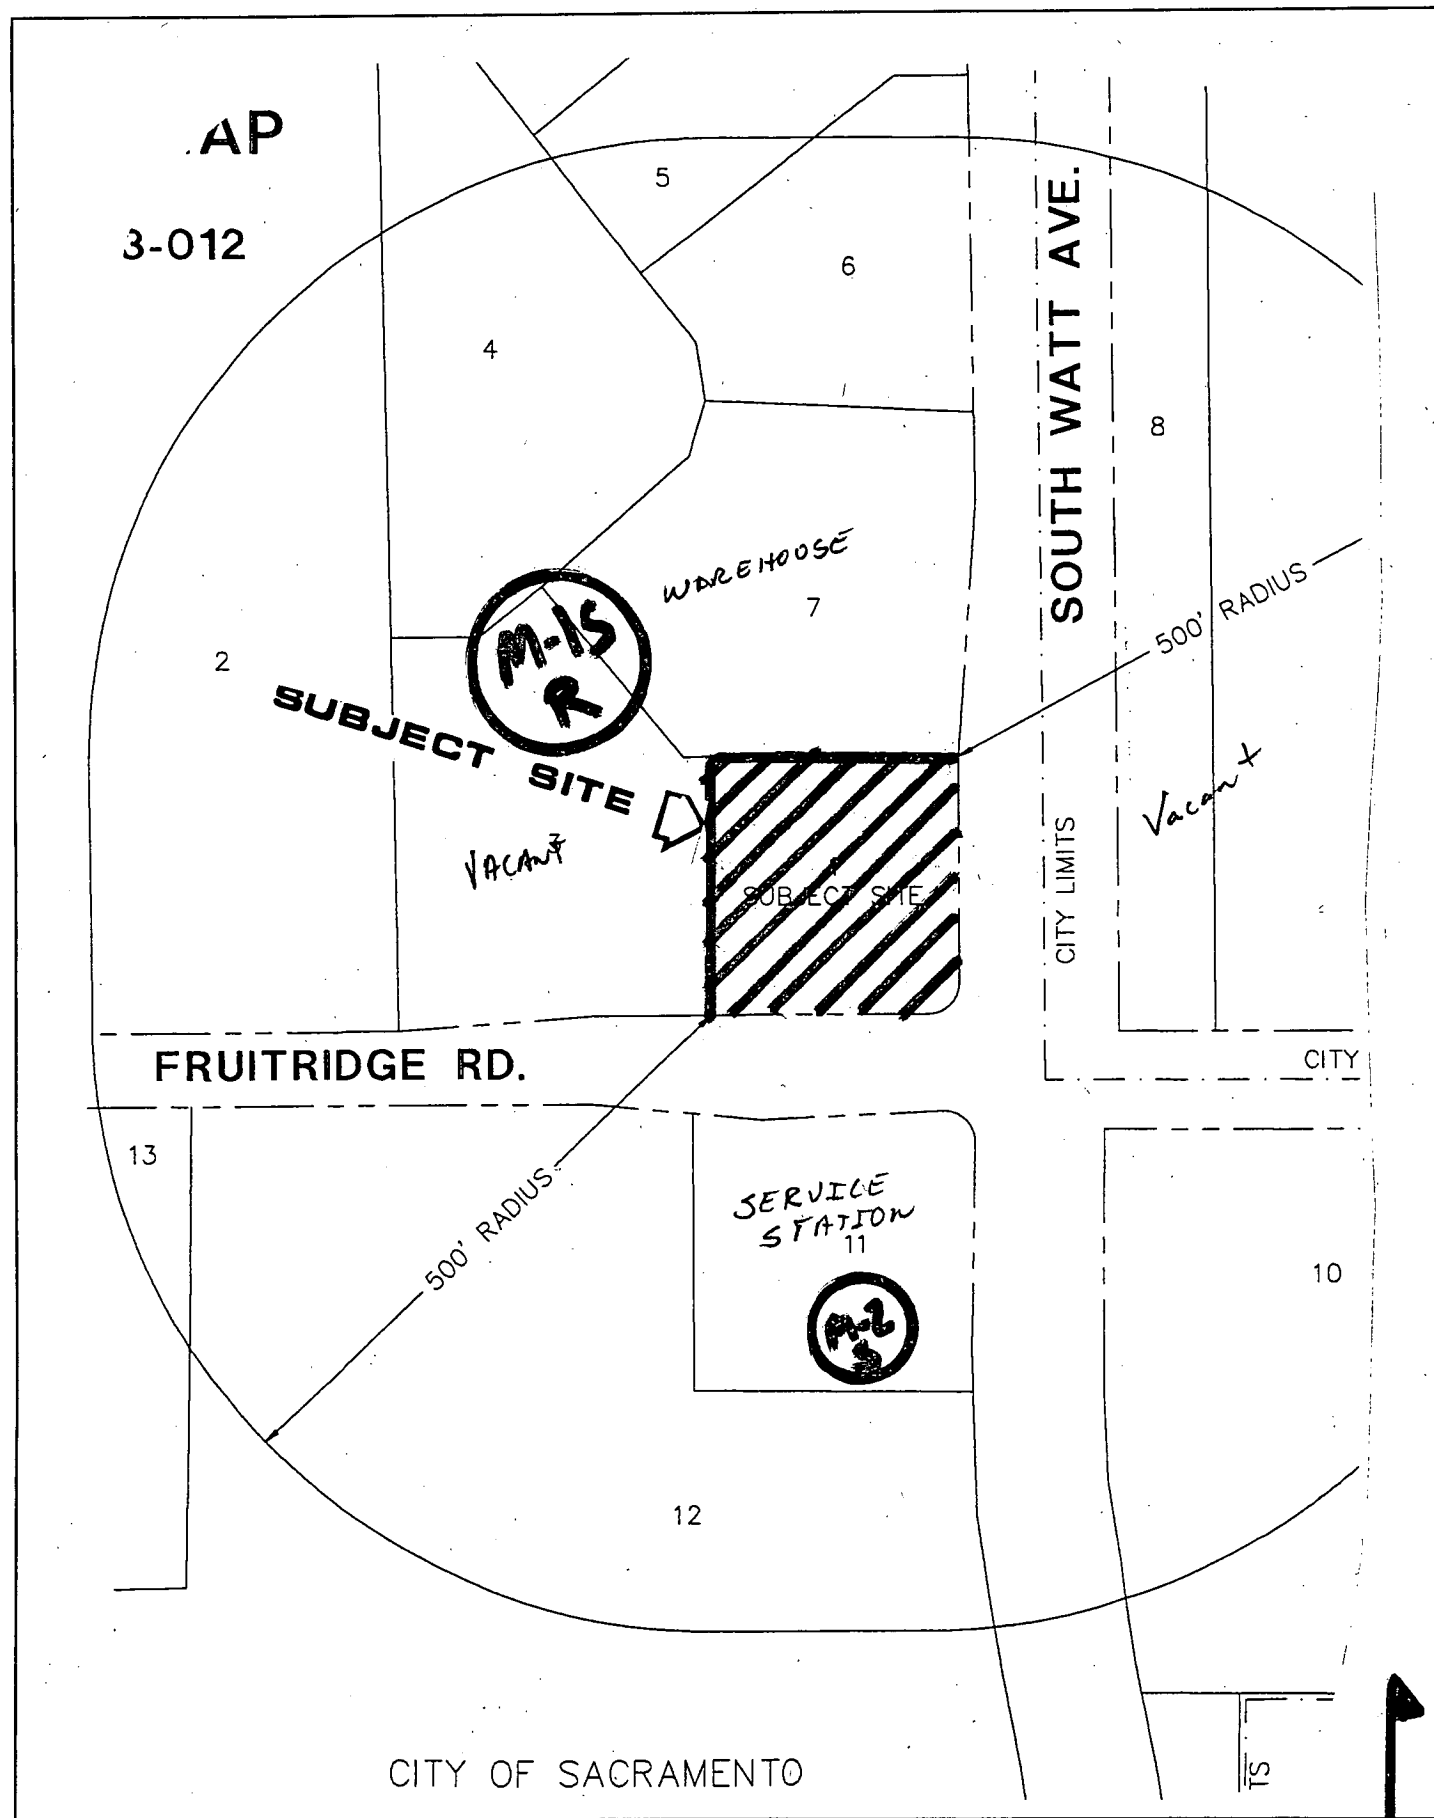 AP
3-012
5
6
4
8
SOUTH WATT AVE.
WAREHOUSE
7
500' RADIUS
M-1S
R
2
SUBJECT SITE
Vacant
VACANT
3
SUBJECT SITE
CITY LIMITS
FRUITRIDGE RD.
CITY
13
500' RADIUS
SERVICE
STATION
11
10
M-2
S
12
CITY OF SACRAMENTO
TS